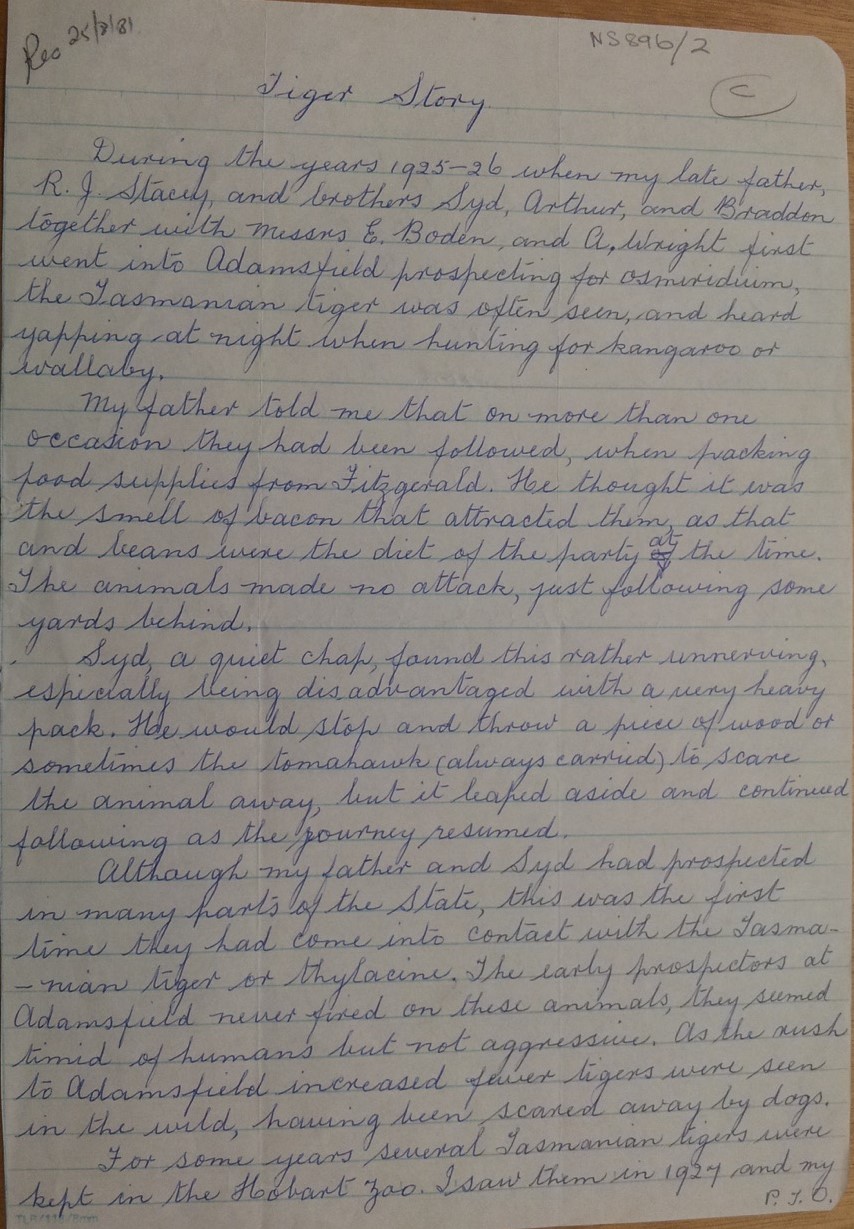 Rec 25/8/81
NS896/2
C
Tiger Story
During the years 1925-26 when my late father,
R. J. Stacey, and brothers Syd, Arthur, and Braddon
together with Messrs E. Boden, and A. Wright first
went into Adamsfield prospecting for osmiridium,
the Tasmanian tiger was often seen, and heard
yapping at night when hunting for kangaroo or
wallaby.
My father told me that on more than one
occasion they had been followed, when packing
food supplies from Fitzgerald. He thought it was
the smell of bacon that attracted them, as that
and beans were the diet of the party at the time.
The animals made no attack, just following some
yards behind.
Syd, a quiet chap, found this rather unnerving,
especially being disadvantaged with a very heavy
pack. He would stop and throw a piece of wood or
sometimes the tomahawk (always carried) to scare
the animal away, but it leaped aside and continued
following as the journey resumed.
Although my father and Syd had prospected
in many parts of the State, this was the first
time they had come into contact with the Tasma-
-nian tiger or thylacine. The early prospectors at
Adamsfield never fired on these animals, they seemed
timid of humans but not aggressive. As the rush
to Adamsfield increased fewer tigers were seen
in the wild, having been scared away by dogs.
For some years several Tasmanian tigers were
kept in the Hobart Zoo. I saw them in 1927 and my
P.T.O.